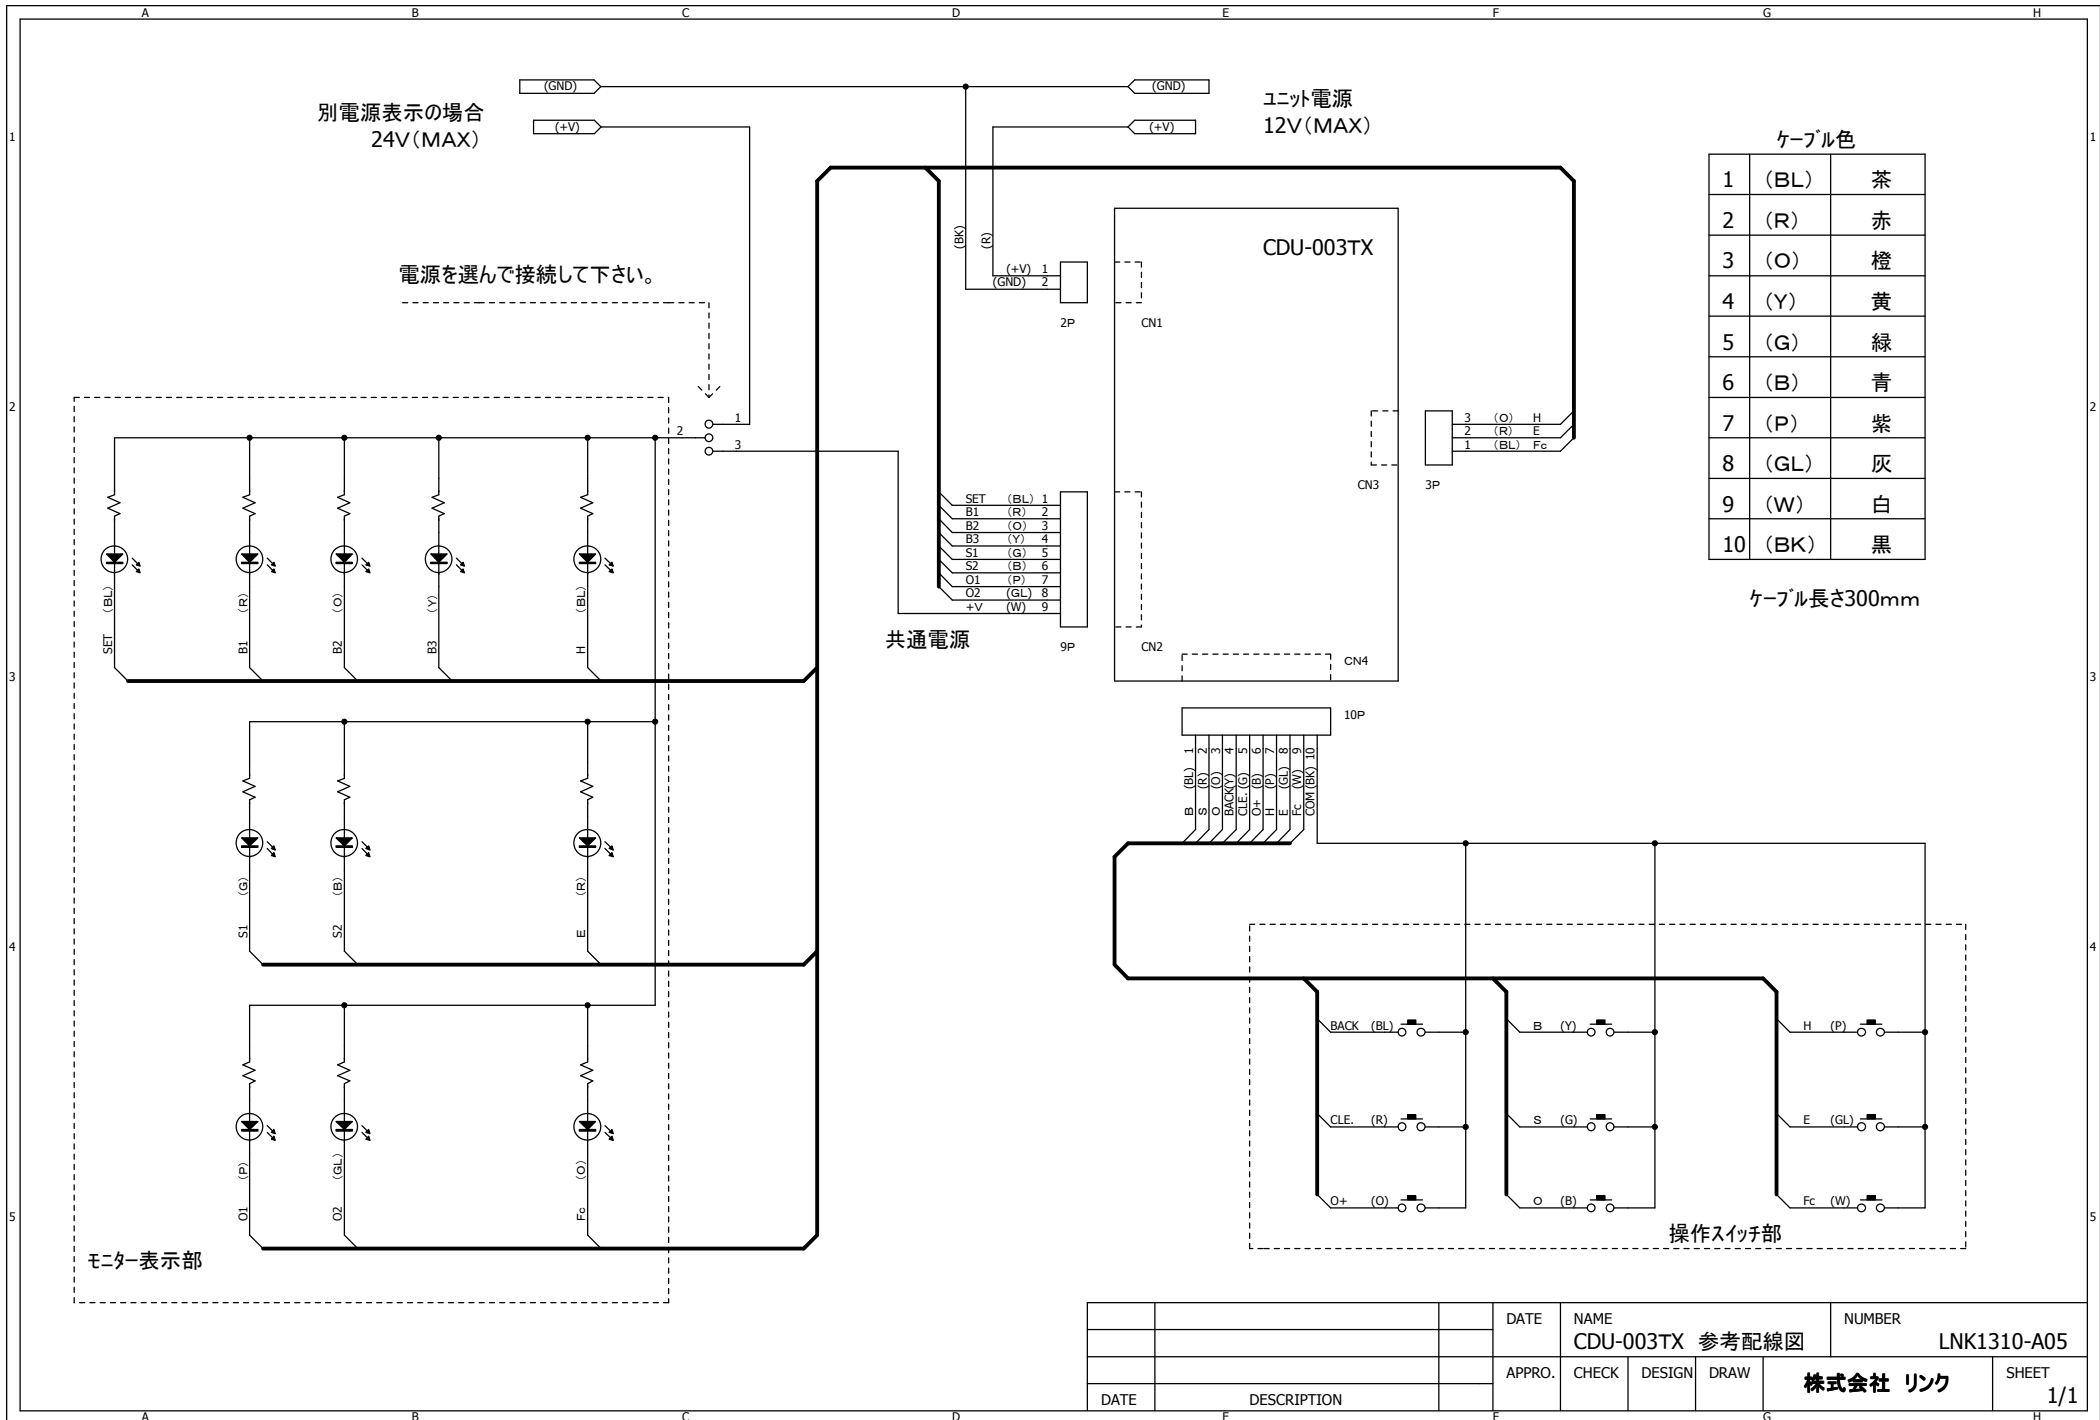 A B C D E F G H
1
2
3
4
5
(GND)
(+V)
別電源表示の場合
24V(MAX)
(GND)
(+V)
ユニット電源
12V(MAX)
電源を選んで接続して下さい。
1
2
3
(BK)
(R)
(+V) 1
(GND) 2
2P
CN1
CDU-003TX
3 (O) H
2 (R) E
1 (BL) Fc
CN3
3P
SET (BL) 1
B1 (R) 2
B2 (O) 3
B3 (Y) 4
S1 (G) 5
S2 (B) 6
O1 (P) 7
O2 (GL) 8
+V (W) 9
共通電源
9P
CN2
CN4
10P
B (BL) 1
S (R) 2
O (O) 3
BACK(Y) 4
CLE. (G) 5
O+ (B) 6
H (P) 7
E (GL) 8
Fc (W) 9
COM (BK) 10
ケーブル色
1 (BL) 茶
2 (R) 赤
3 (O) 橙
4 (Y) 黄
5 (G) 緑
6 (B) 青
7 (P) 紫
8 (GL) 灰
9 (W) 白
10 (BK) 黒
ケーブル長さ300mm
SET (BL)
B1 (R)
B2 (O)
B3 (Y)
H (BL)
S1 (G)
S2 (B)
E (R)
O1 (P)
O2 (GL)
Fc (O)
モニター表示部
BACK (BL)
B (Y)
H (P)
CLE. (R)
S (G)
E (GL)
O+ (O)
O (B)
Fc (W)
操作スイッチ部
DATE
NAME
CDU-003TX 参考配線図
NUMBER
LNK1310-A05
APPRO.
CHECK
DESIGN
DRAW
株式会社 リンク
SHEET
1/1
DATE
DESCRIPTION
A B C D E F G H
1
2
3
4
5